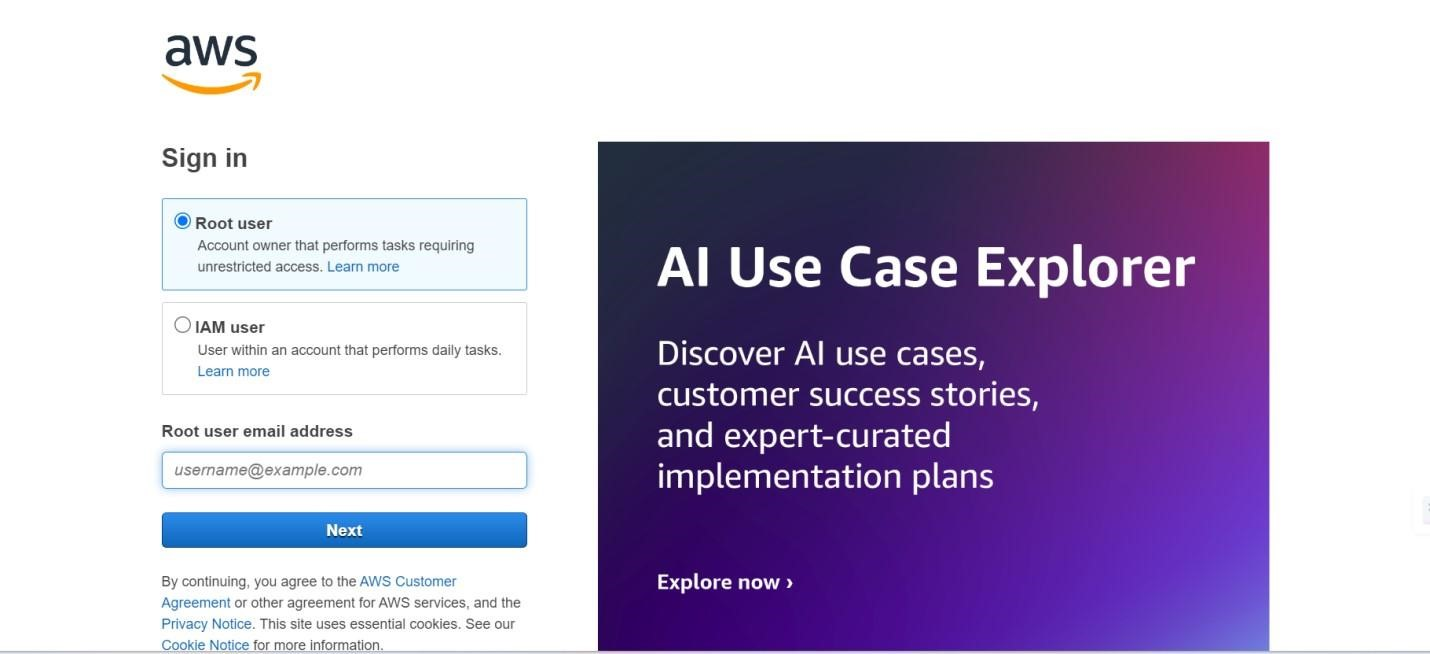 aws
Sign in
Root user
Account owner that performs tasks requiring
unrestricted access. Learn more
IAM user
User within an account that performs daily tasks.
Learn more
Root user email address
username@example.com
Next
By continuing, you agree to the AWS Customer
Agreement or other agreement for AWS services, and the
Privacy Notice. This site uses essential cookies. See our
Cookie Notice for more information.
AI Use Case Explorer
Discover AI use cases,
customer success stories,
and expert-curated
implementation plans
Explore now ›